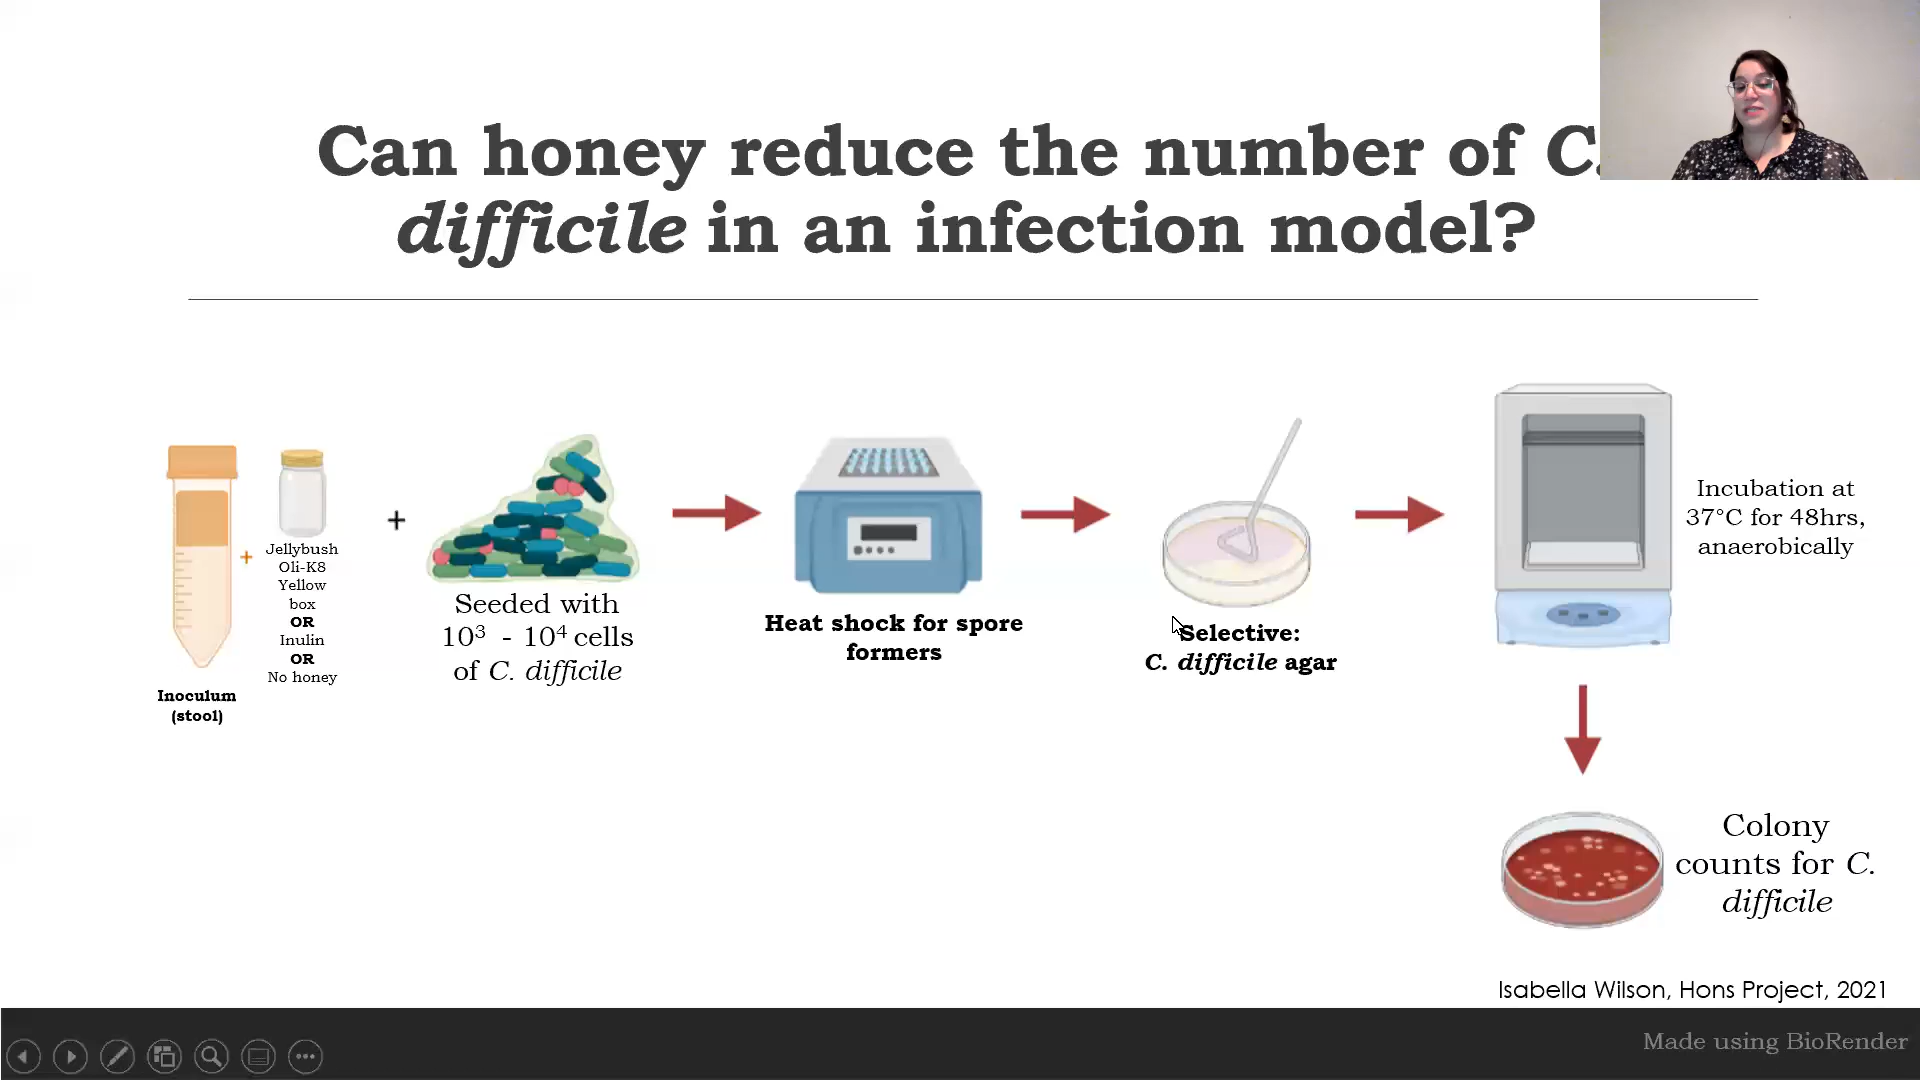 Can honey reduce the number of C.
difficile in an infection model?
+
Jellybush
Oli-K8
Yellow
box
OR
Inulin
OR
No honey
Inoculum
(stool)
+
Seeded with
10³ - 10⁴ cells
of C. difficile
Heat shock for spore
formers
Selective:
C. difficile agar
Incubation at
37°C for 48hrs,
anaerobically
Colony
counts for C.
difficile
Isabella Wilson, Hons Project, 2021
Made using BioRender